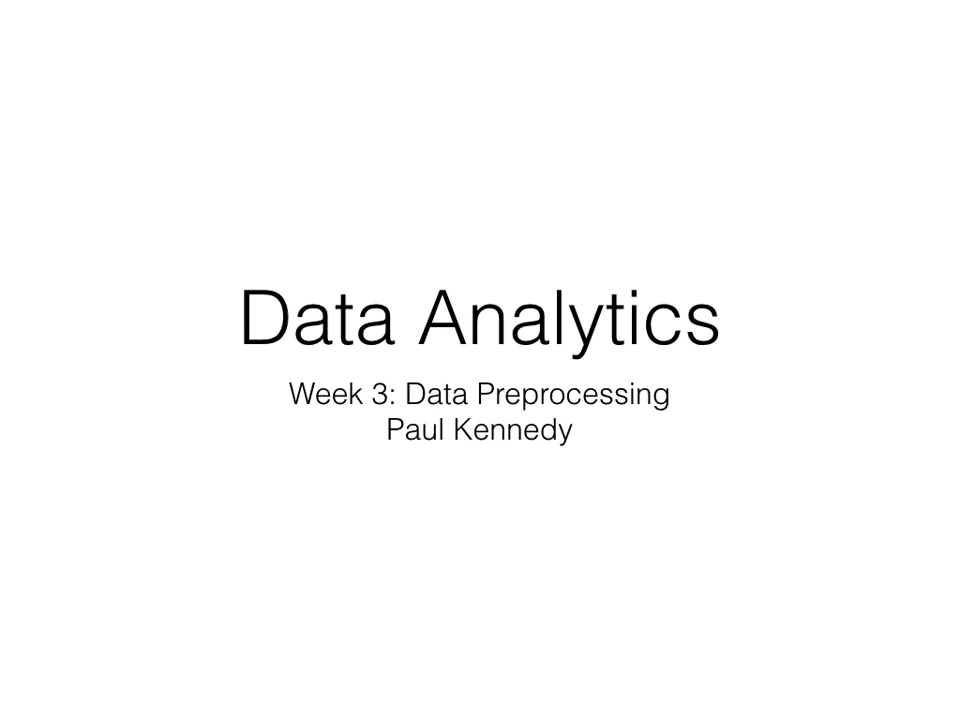 Data Analytics
Week 3: Data Preprocessing
Paul Kennedy